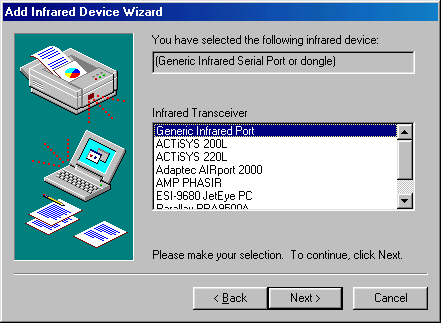 Add Infrared Device Wizard
You have selected the following infrared device:
(Generic Infrared Serial Port or dongle)
Infrared Transceiver
Generic Infrared Port
ACTiSYS 200L
ACTiSYS 220L
Adaptec AIRport 2000
AMP PHASIR
ESI-9680 JetEye PC
Parallax PRA9500A
Please make your selection. To continue, click Next.
< Back
Next >
Cancel